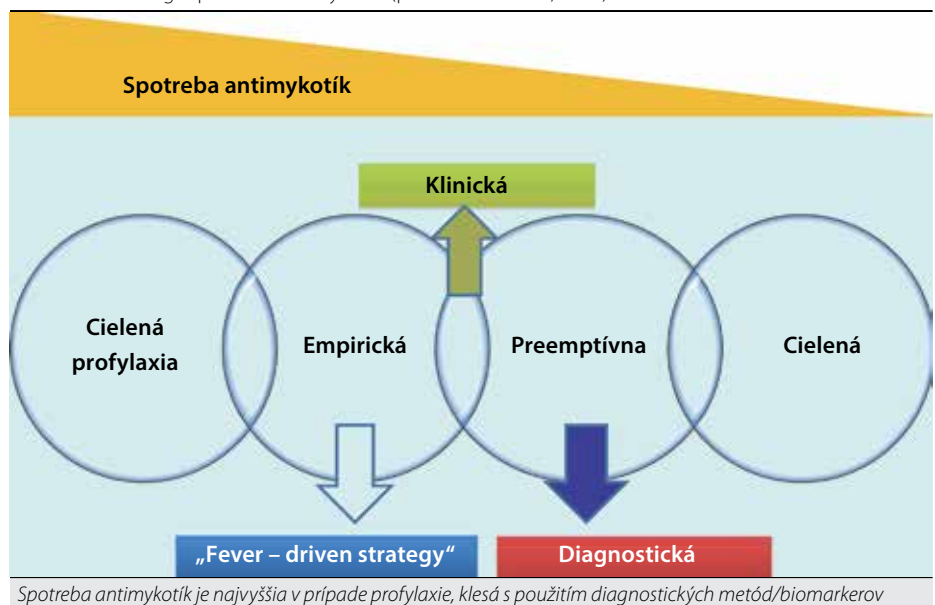 Spotreba antimykotík
Klinická
Cielená
profylaxia
Empirická
Preemptívna
Cielená
„Fever – driven strategy“
Diagnostická
Spotreba antimykotík je najvyššia v prípade profylaxie, klesá s použitím diagnostických metód/biomarkerov